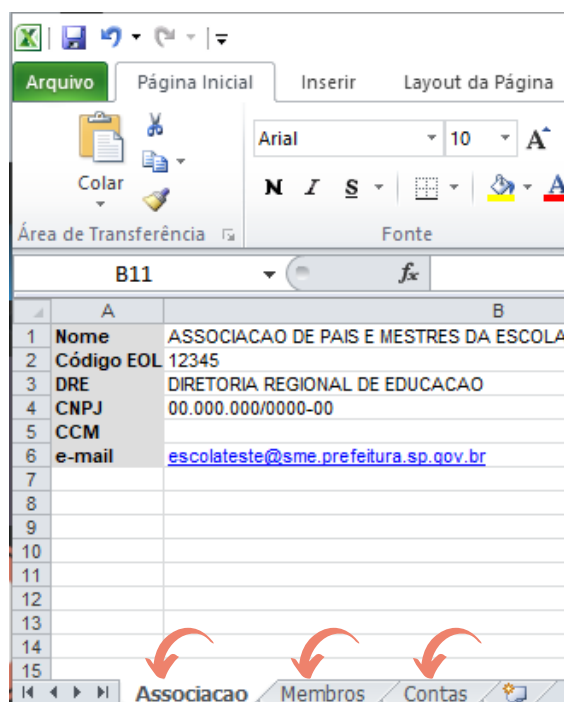 Arquivo Página Inicial Inserir Layout da Página
Arial 10 A
Colar
N I S A
Área de Transferência Fonte
B11 fx
A B
1 Nome ASSOCIACAO DE PAIS E MESTRES DA ESCOLA
2 Código EOL 12345
3 DRE DIRETORIA REGIONAL DE EDUCACAO
4 CNPJ 00.000.000/0000-00
5 CCM
6 e-mail escolateste@sme.prefeitura.sp.gov.br
7
8
9
10
11
12
13
14
15
Associacao Membros Contas